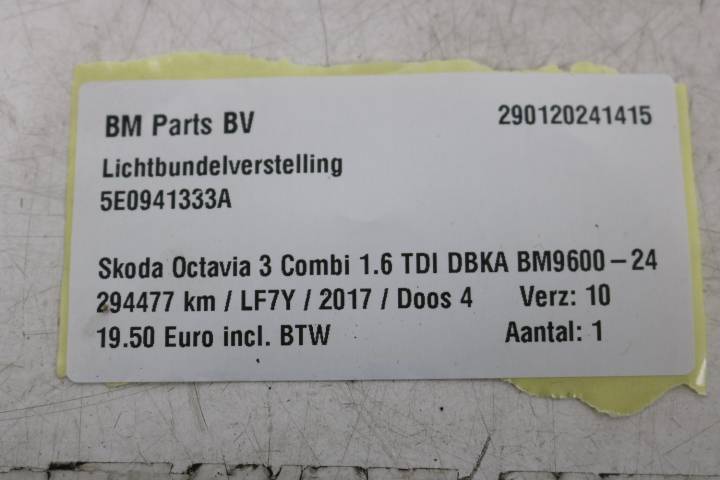 BM Parts BV 290120241415
Lichtbundelverstelling
5E0941333A
Skoda Octavia 3 Combi 1.6 TDI DBKA BM9600-24
294477 km / LF7Y / 2017 / Doos 4 Verz: 10
19.50 Euro incl. BTW Aantal: 1